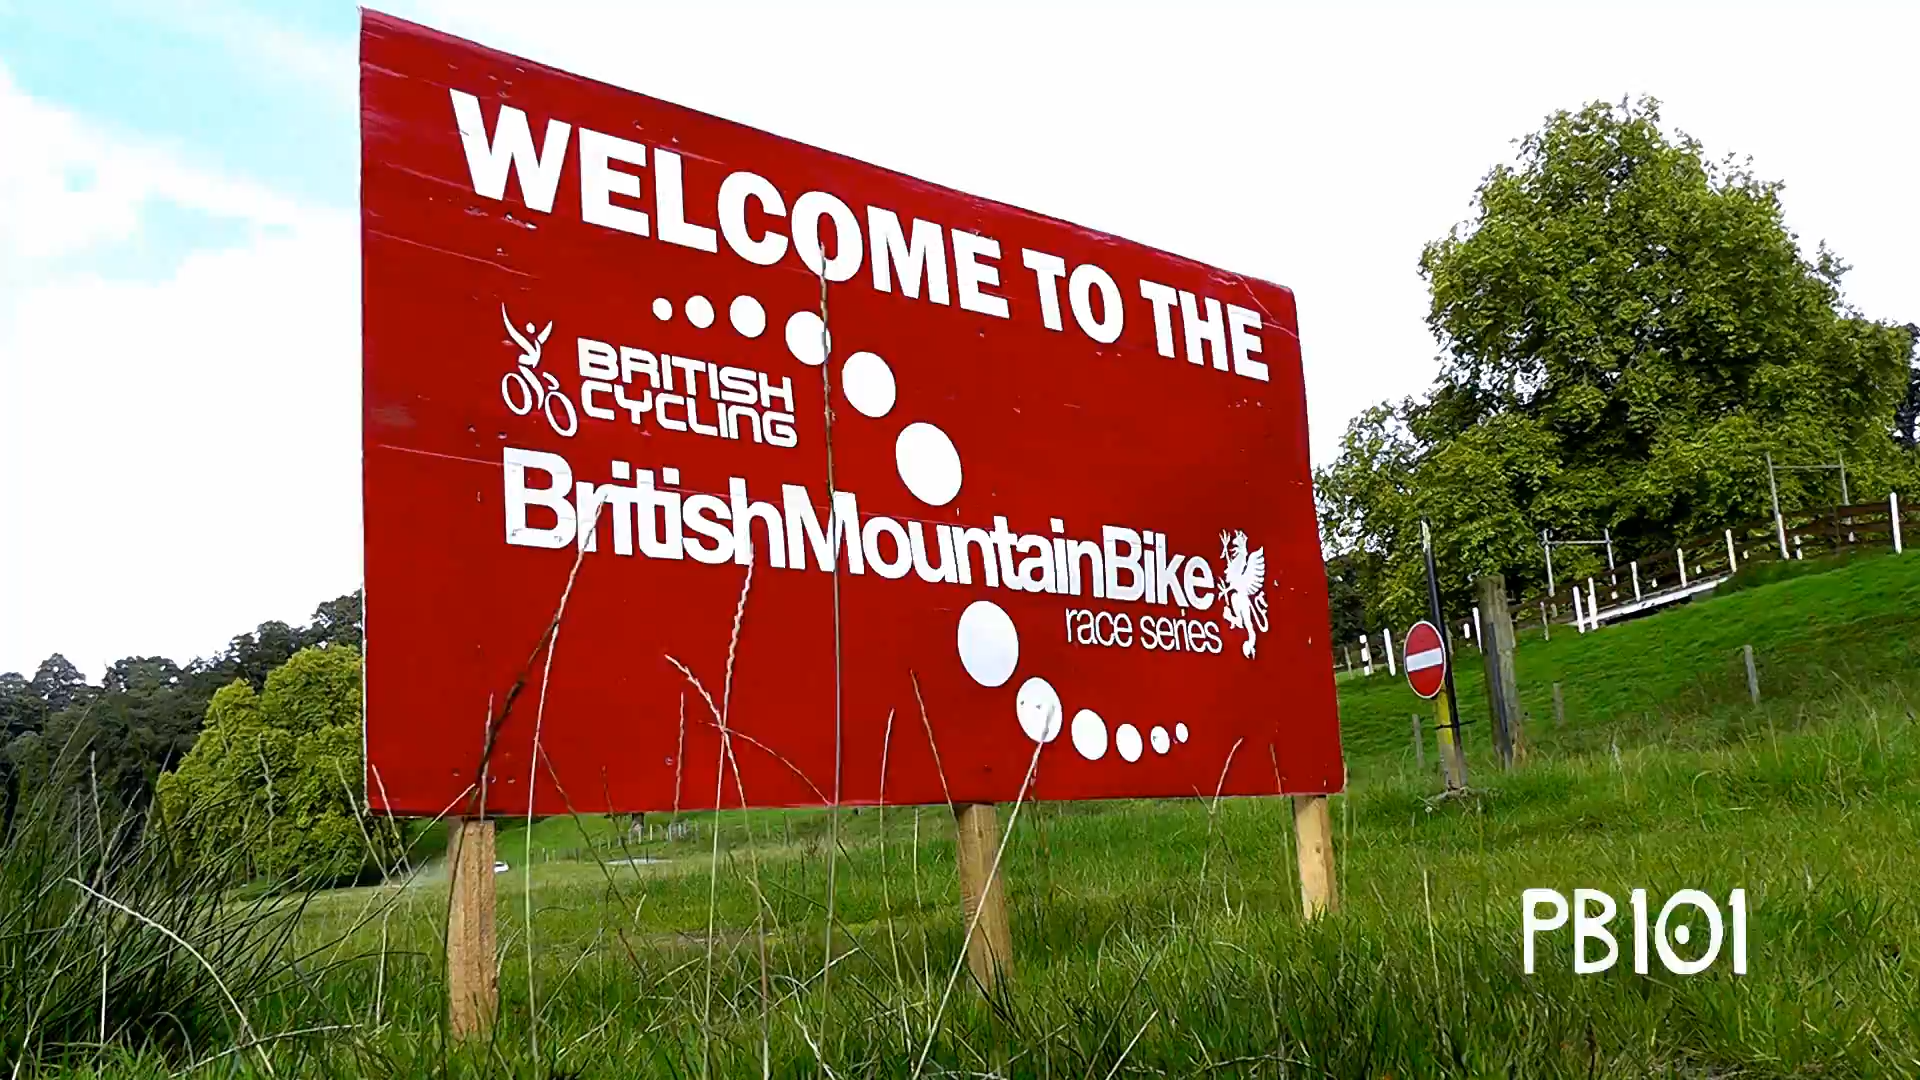 WELCOME TO THE
BRITISH
CYCLING
BritishMountainBike
race series
PB101